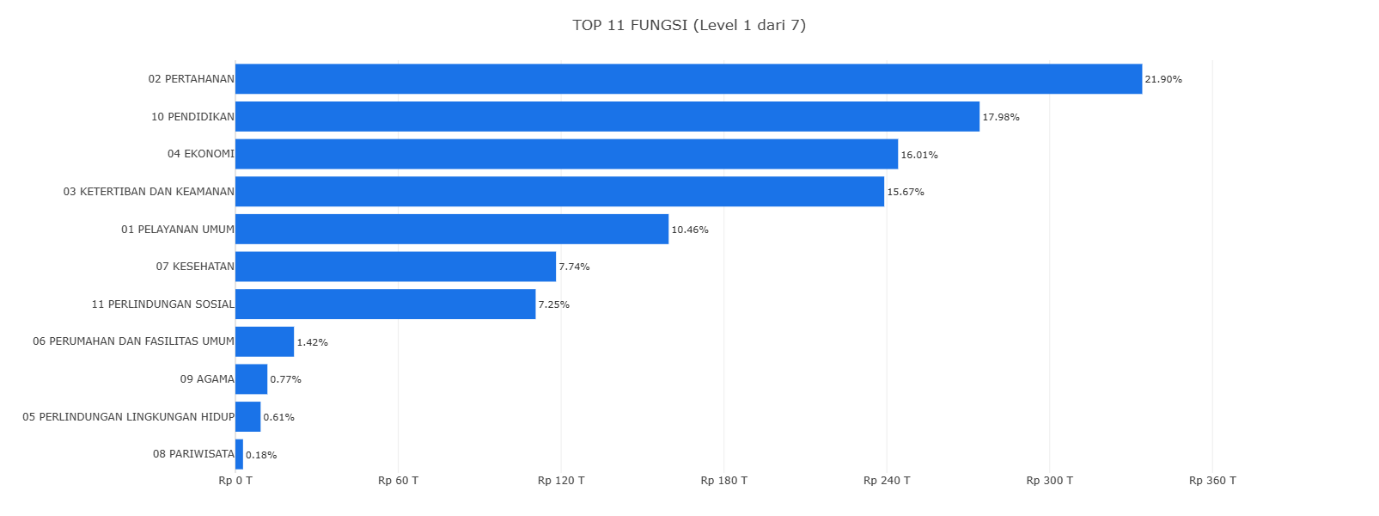 TOP 11 FUNGSI (Level 1 dari 7)
02 PERTAHANAN 21.90%
10 PENDIDIKAN 17.98%
04 EKONOMI 16.01%
03 KETERTIBAN DAN KEAMANAN 15.67%
01 PELAYANAN UMUM 10.46%
07 KESEHATAN 7.74%
11 PERLINDUNGAN SOSIAL 7.25%
06 PERUMAHAN DAN FASILITAS UMUM 1.42%
09 AGAMA 0.77%
05 PERLINDUNGAN LINGKUNGAN HIDUP 0.61%
08 PARIWISATA 0.18%
Rp 0 T Rp 60 T Rp 120 T Rp 180 T Rp 240 T Rp 300 T Rp 360 T